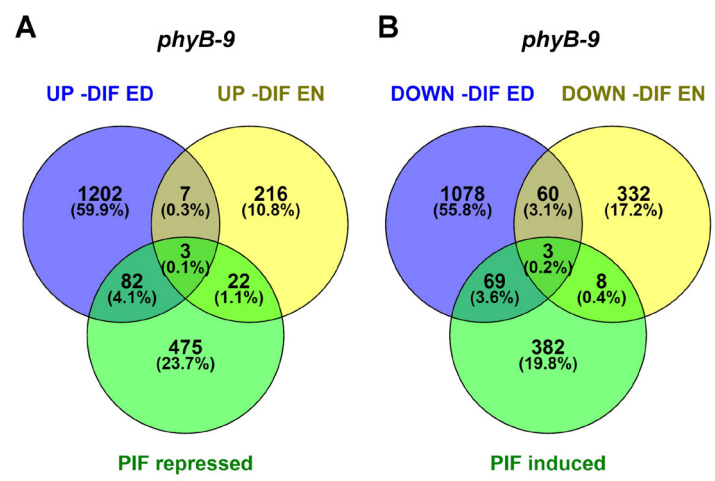 A
phyB-9
UP -DIF ED
UP -DIF EN
1202
(59.9%)
7
(0.3%)
216
(10.8%)
3
(0.1%)
82
(4.1%)
22
(1.1%)
475
(23.7%)
PIF repressed
B
phyB-9
DOWN -DIF ED
DOWN -DIF EN
1078
(55.8%)
60
(3.1%)
332
(17.2%)
3
(0.2%)
69
(3.6%)
8
(0.4%)
382
(19.8%)
PIF induced